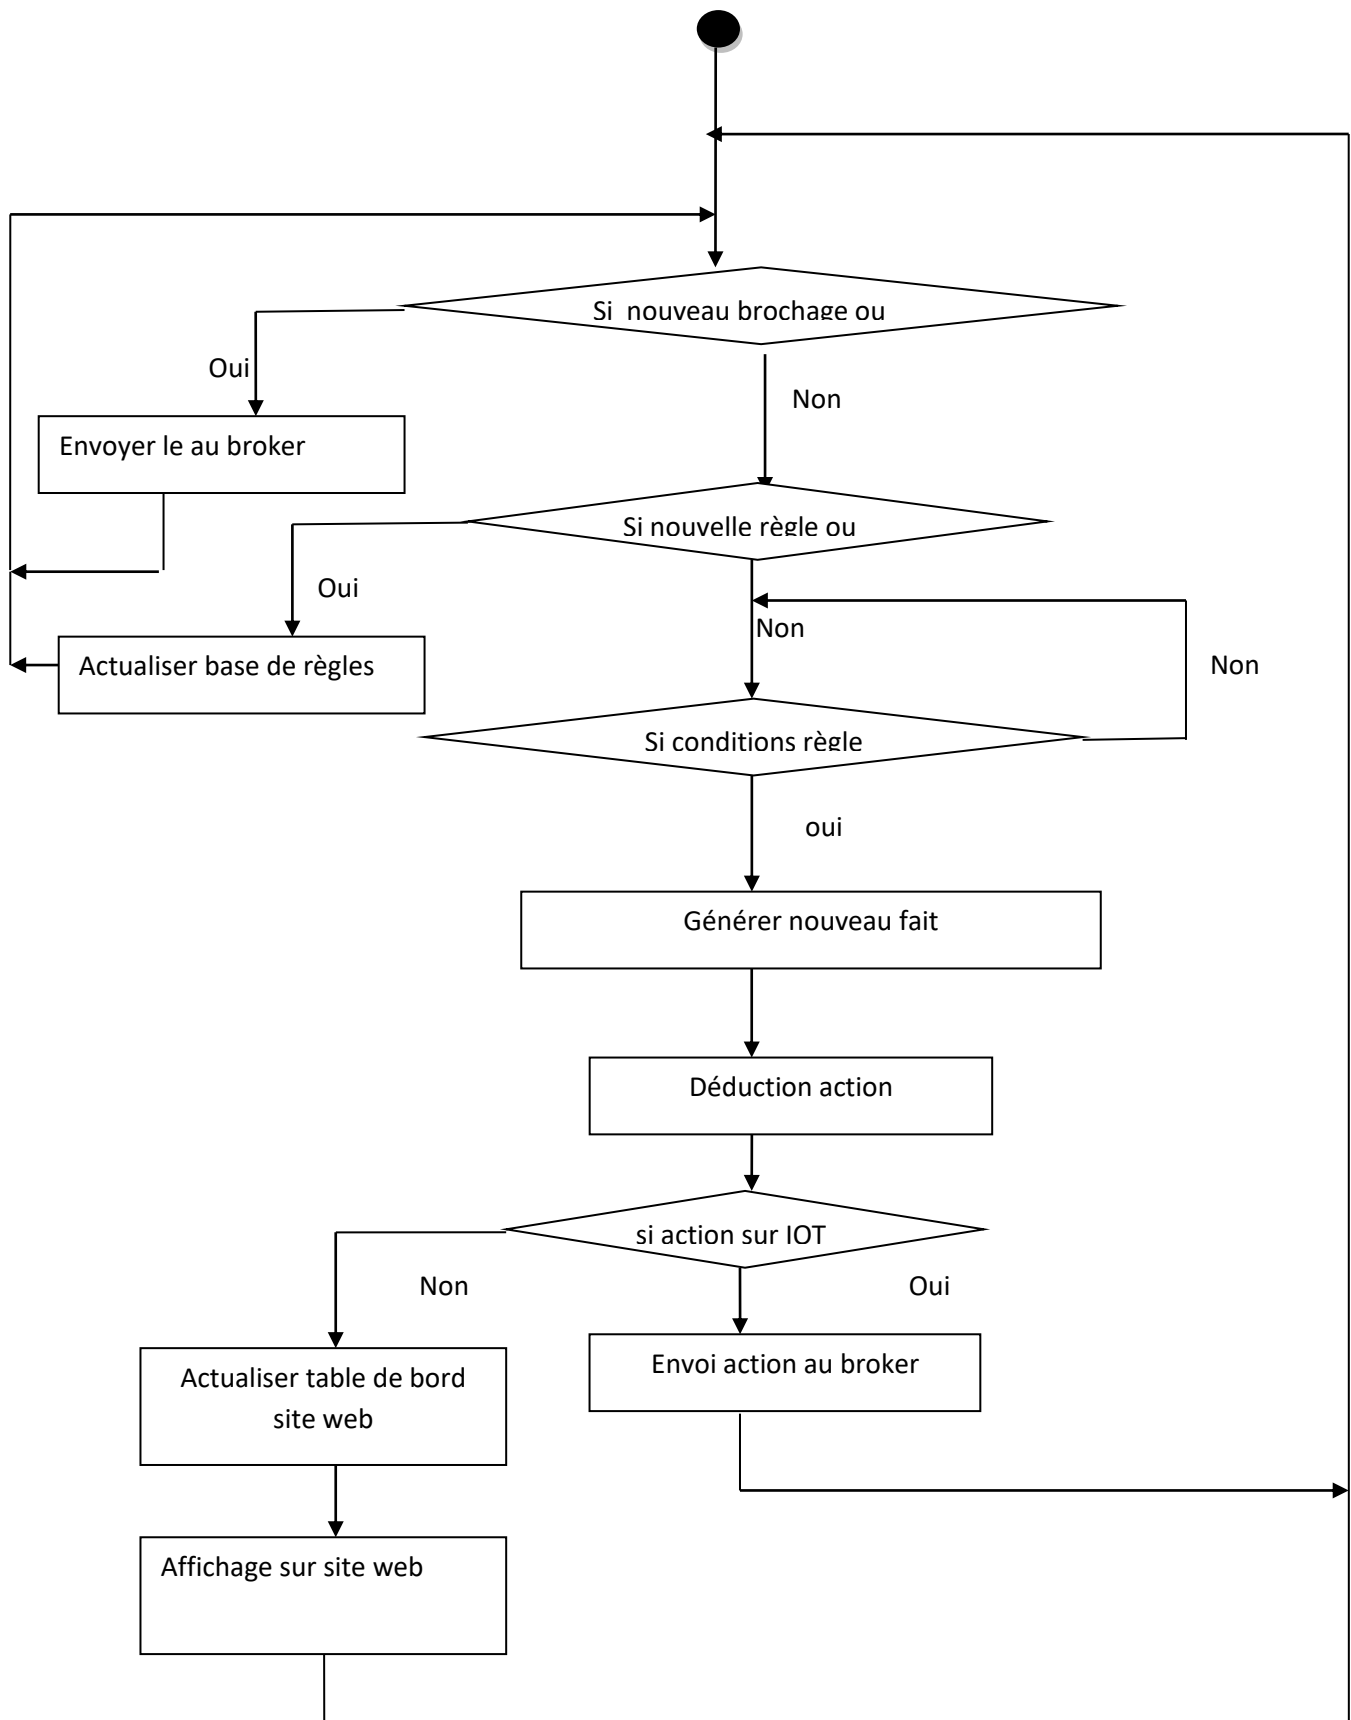 Si nouveau brochage ou
Oui
Non
Envoyer le au broker
Si nouvelle règle ou
Oui
Non
Non
Actualiser base de règles
Si conditions règle
oui
Générer nouveau fait
Déduction action
si action sur IOT
Non
Oui
Envoi action au broker
Actualiser table de bord
site web
Affichage sur site web